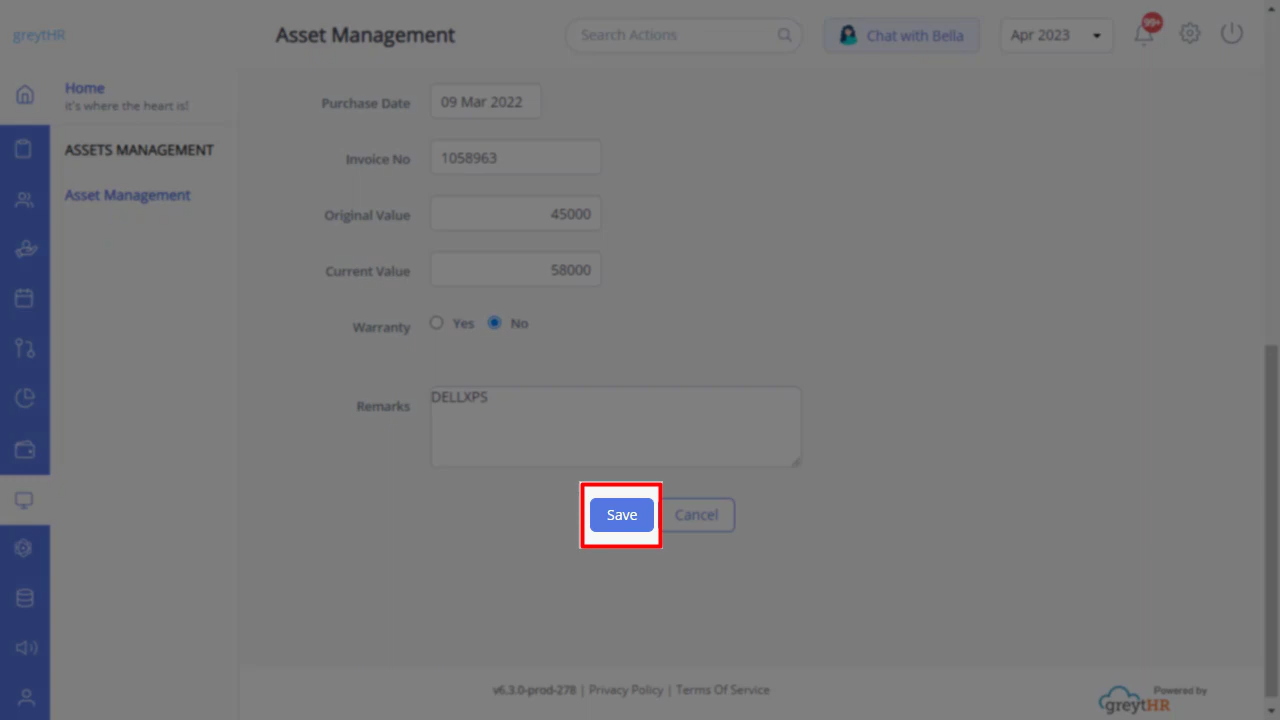 greytHR
Asset Management
Search Actions
Chat with Bella
Apr 2023
99+
Home
it's where the heart is!
ASSETS MANAGEMENT
Asset Management
Purchase Date 09 Mar 2022
Invoice No 1058963
Original Value 45000
Current Value 58000
Warranty Yes No
Remarks DELLXPS
Save Cancel
v6.3.0-prod-278 | Privacy Policy | Terms Of Service
Powered by
greytHR